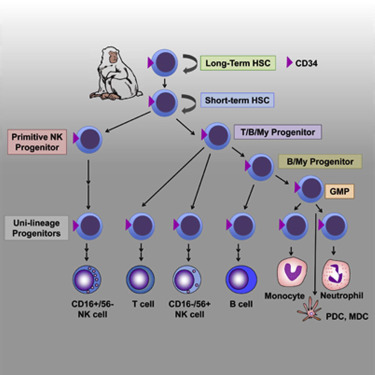 Long-Term HSC
CD34
Short-term HSC
Primitive NK
Progenitor
T/B/My Progenitor
B/My Progenitor
GMP
Uni-lineage
Progenitors
CD16+/56-
NK cell
T cell
CD16-/56+
NK cell
B cell
Monocyte
Neutrophil
PDC, MDC